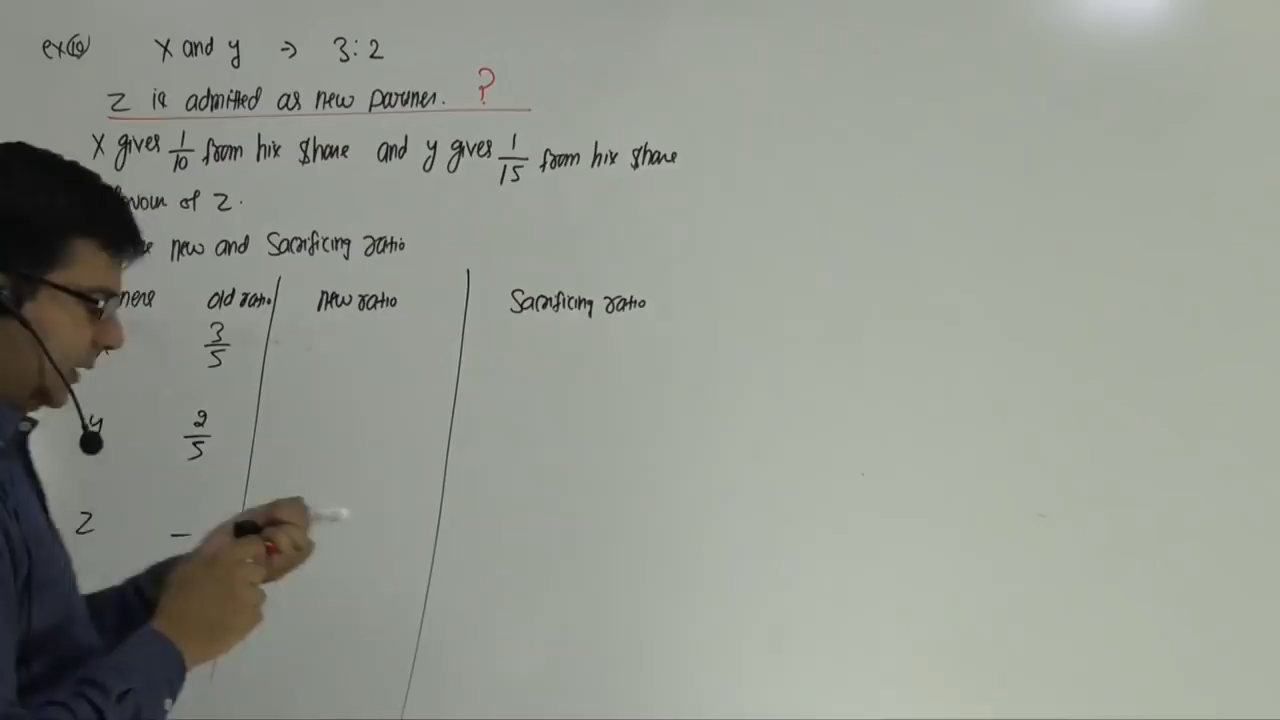 ex(10) X and y → 3:2
Z is admitted as new partner. ?
X gives 1/10 from his share and y gives 1/15 from his share
of Z.
new and Sacrificing ratio
old ratio new ratio Sacrificing ratio
3/5
y 2/5
Z –